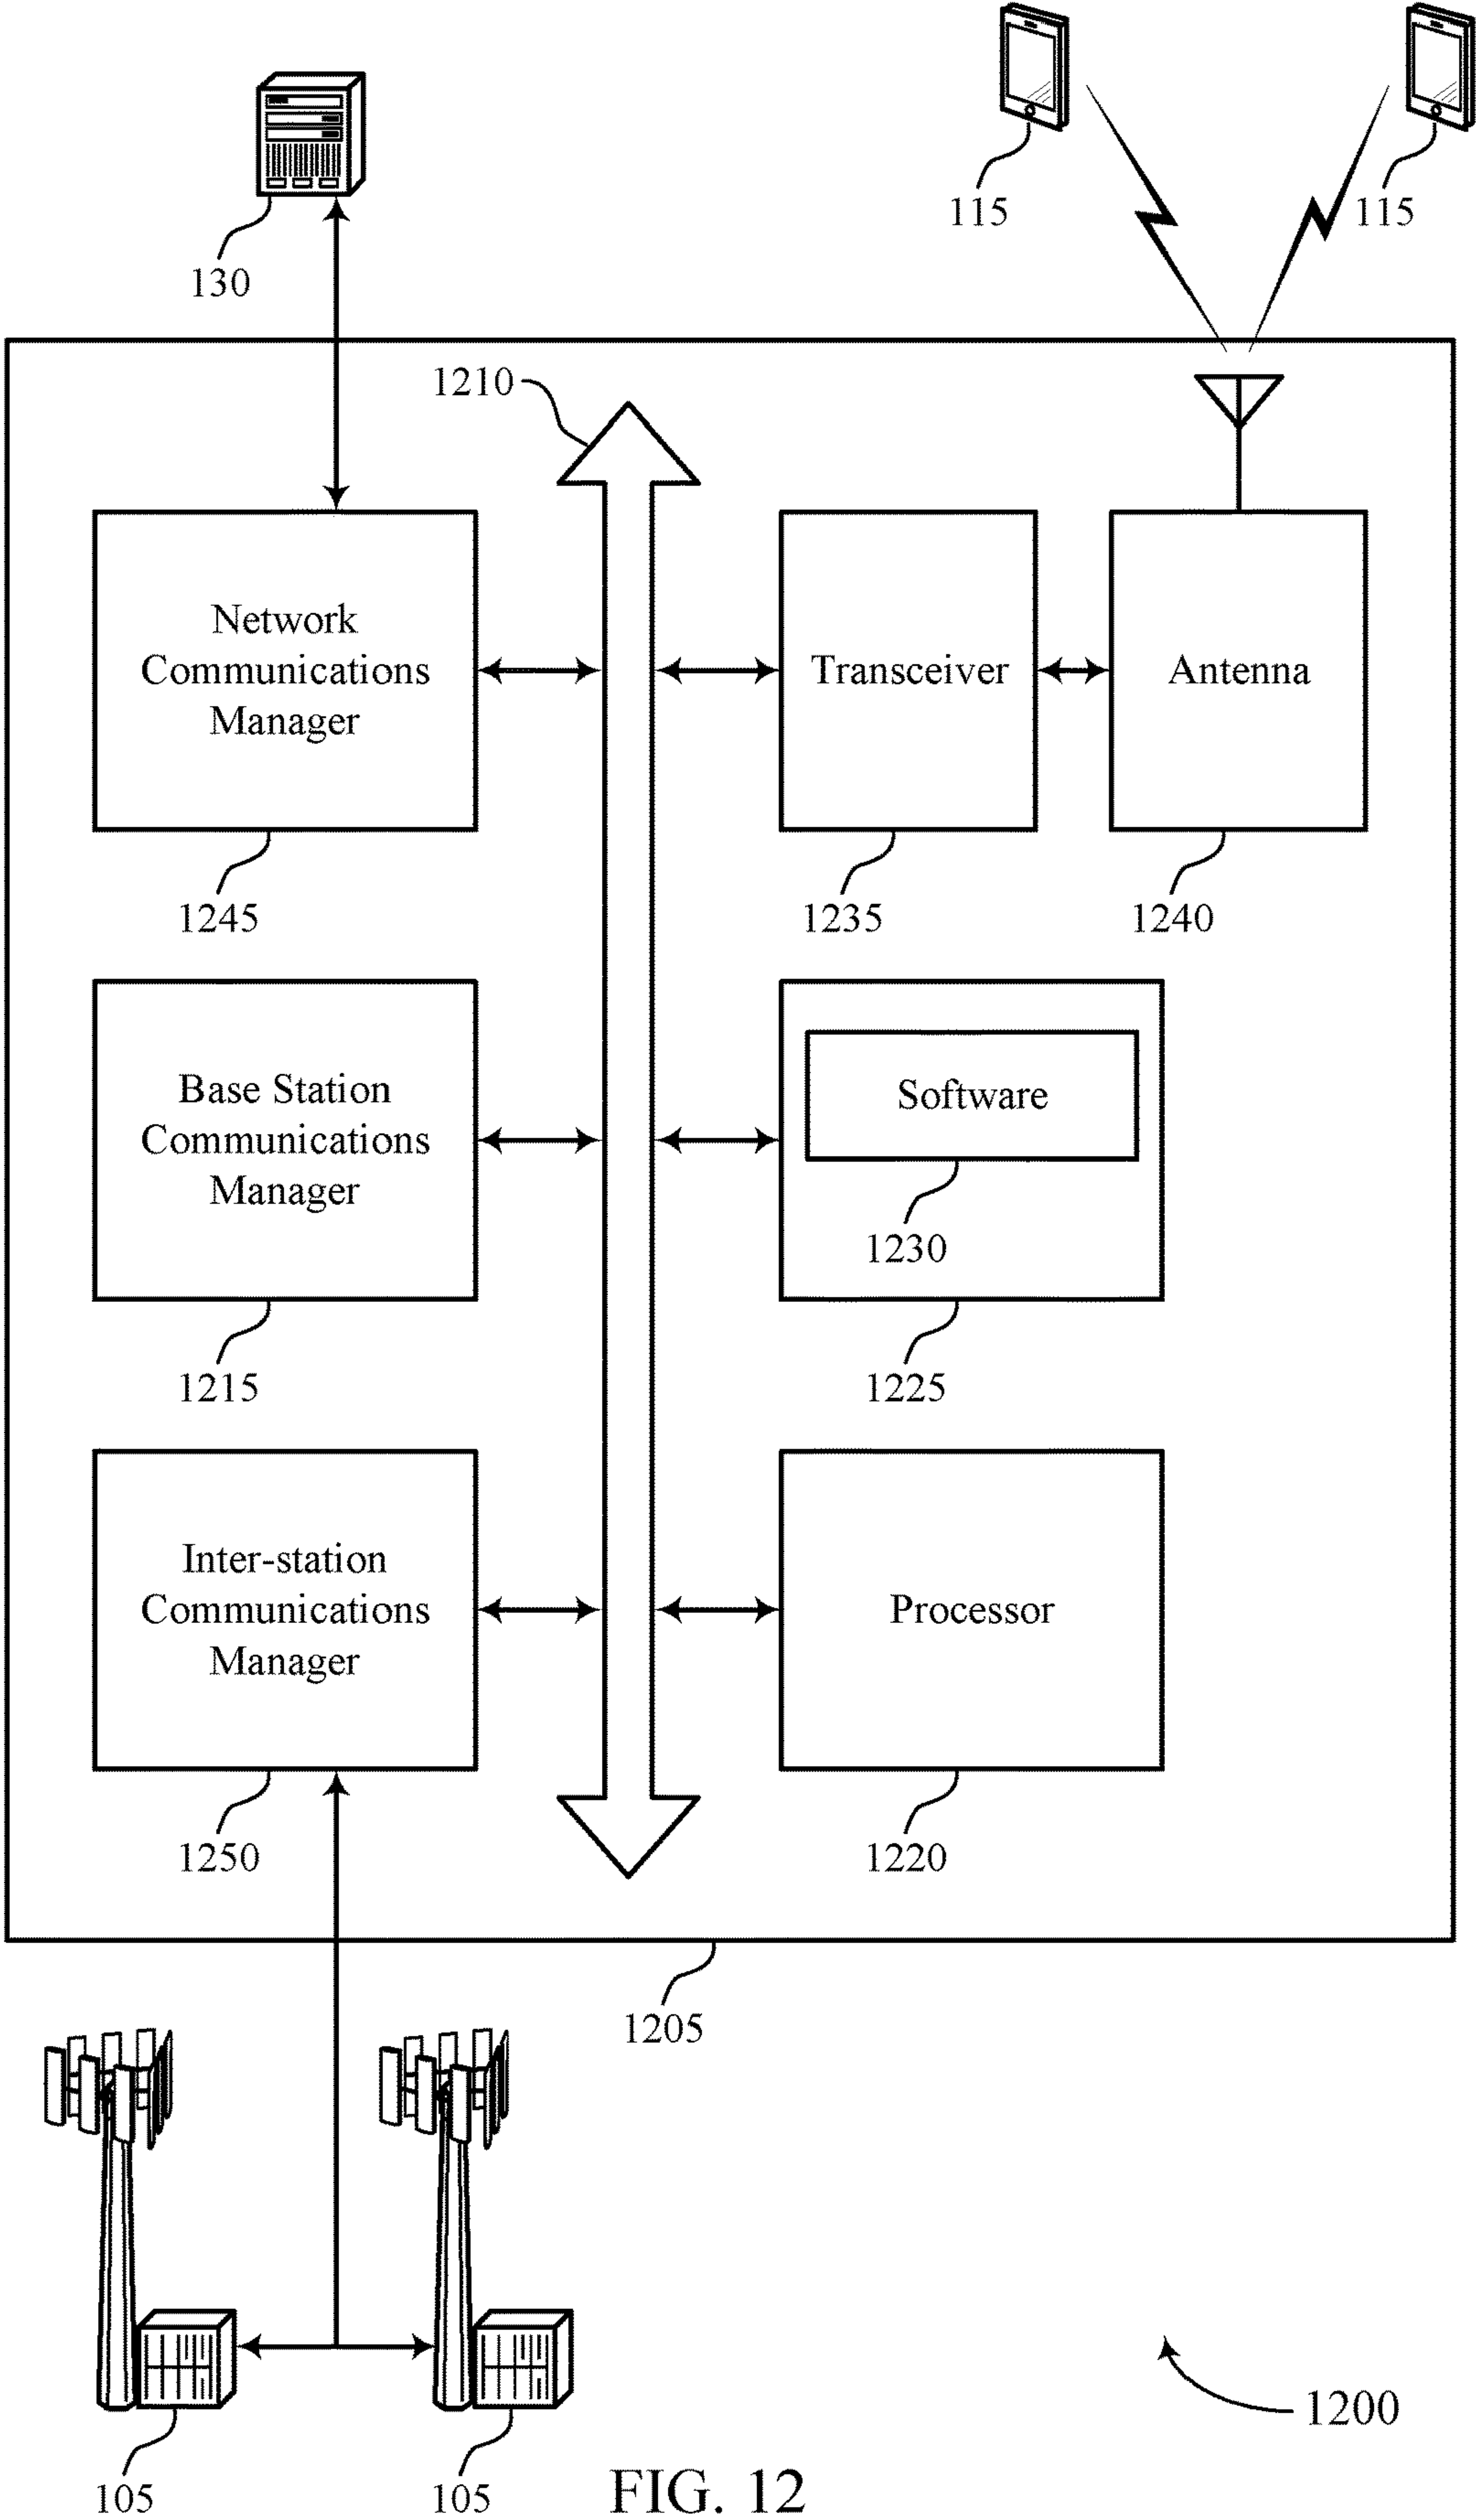 115
115
130
1210
Network
Communications
Manager
Transceiver
Antenna
1245
1235
1240
Base Station
Communications
Manager
Software
1230
1215
1225
Inter-station
Communications
Manager
Processor
1250
1220
1205
1200
105
105
FIG. 12